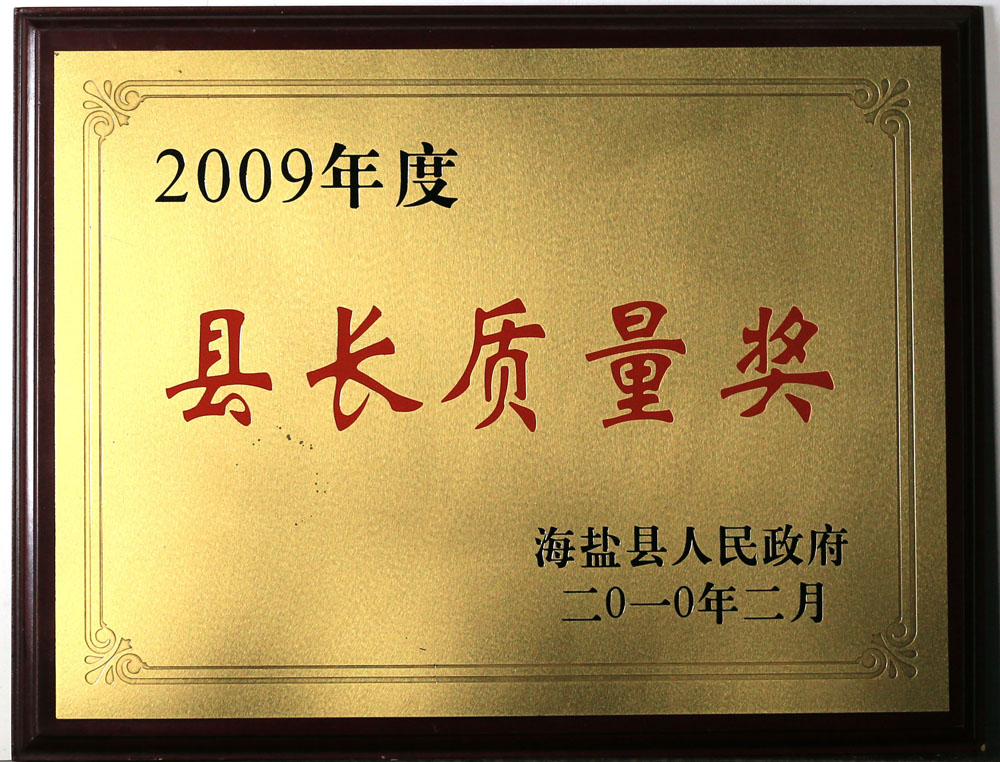 2009年度
县长质量奖
海盐县人民政府
二0一0年二月